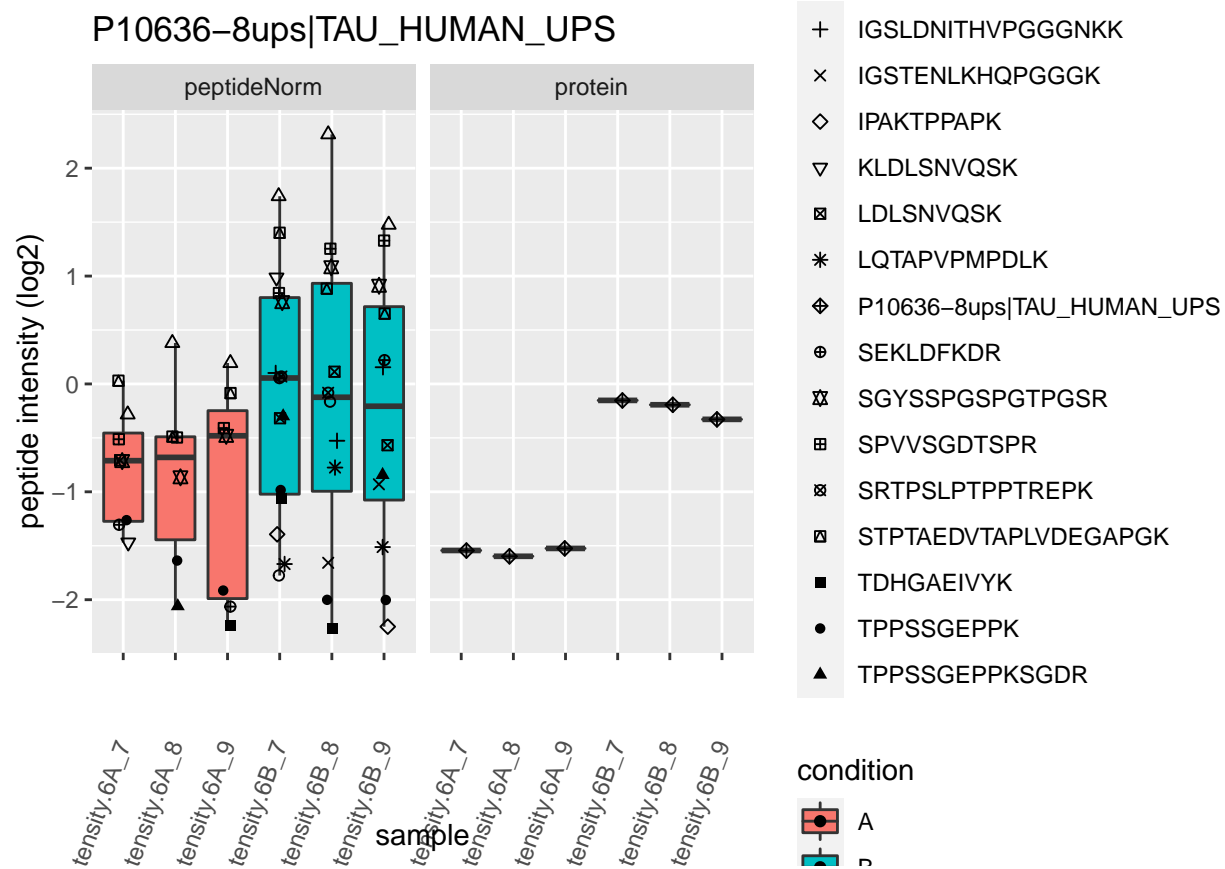 P10636−8ups|TAU_HUMAN_UPS
peptideNorm
protein
peptide intensity (log2)
2
1
0
−1
−2
tensity.6A_7
tensity.6A_8
tensity.6A_9
tensity.6B_7
tensity.6B_8
tensity.6B_9
tensity.6A_7
tensity.6A_8
tensity.6A_9
tensity.6B_7
tensity.6B_8
tensity.6B_9
sample
IGSLDNITHVPGGGNKK
IGSTENLKHQPGGGK
IPAKTPPAPK
KLDLSNVQSK
LDLSNVQSK
LQTAPVPMPDLK
P10636−8ups|TAU_HUMAN_UPS
SEKLDFKDR
SGYSSPGSPGTPGSR
SPVVSGDTSPR
SRTPSLPTPPTREPK
STPTAEDVTAPLVDEGAPGK
TDHGAEIVYK
TPPSSGEPPK
TPPSSGEPPKSGDR
condition
A